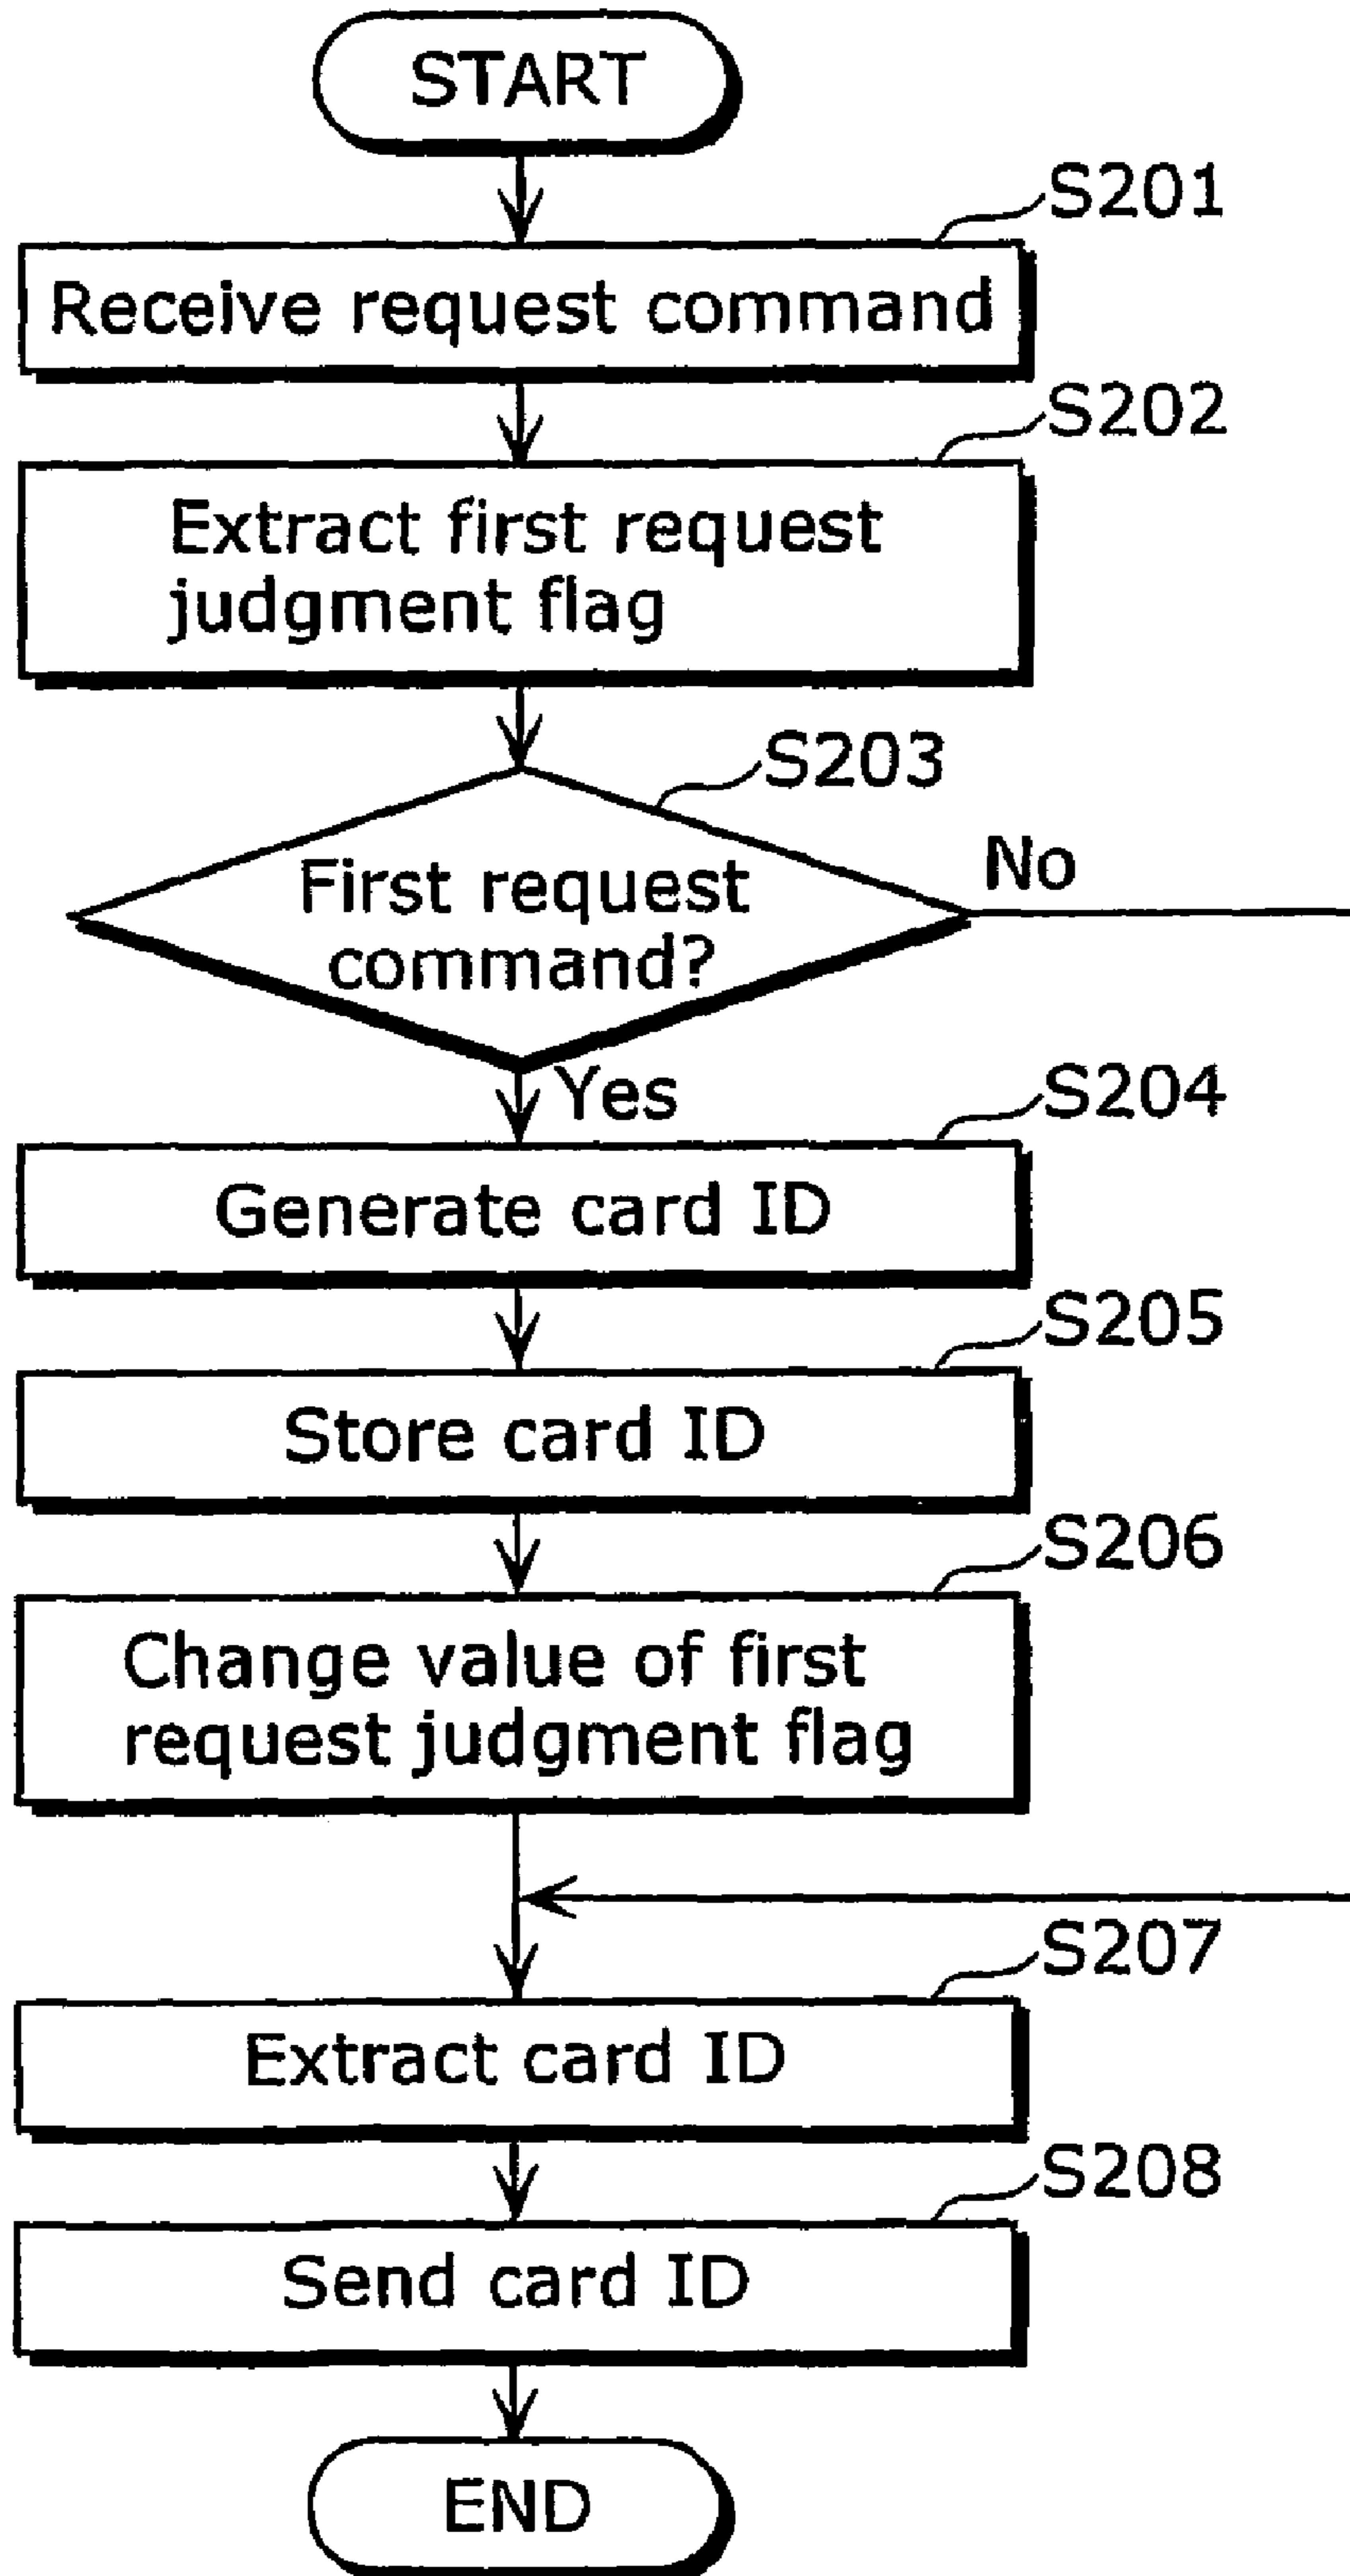 START
S201
Receive request command
S202
Extract first request
judgment flag
S203
First request
command?
No
Yes
S204
Generate card ID
S205
Store card ID
S206
Change value of first
request judgment flag
S207
Extract card ID
S208
Send card ID
END